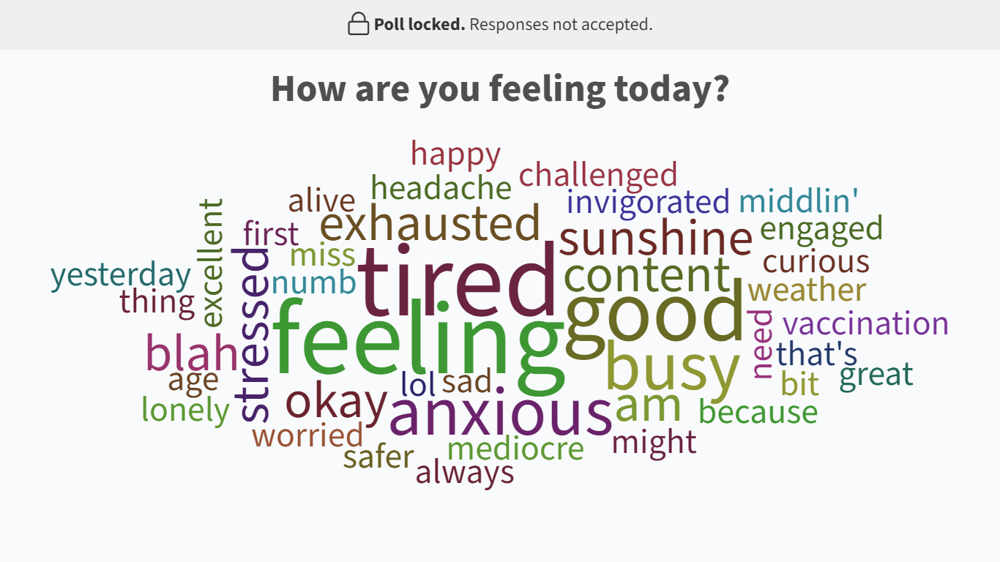 Poll locked. Responses not accepted.
How are you feeling today?
happy
challenged
headache
alive
invigorated
middlin'
excellent
exhausted
first
sunshine
engaged
miss
tired
content
curious
yesterday
stressed
numb
good
weather
thing
feeling
need
vaccination
blah
busy
that's
age
lol
sad
bit
great
lonely
okay
anxious
am
because
worried
safer
mediocre
might
always